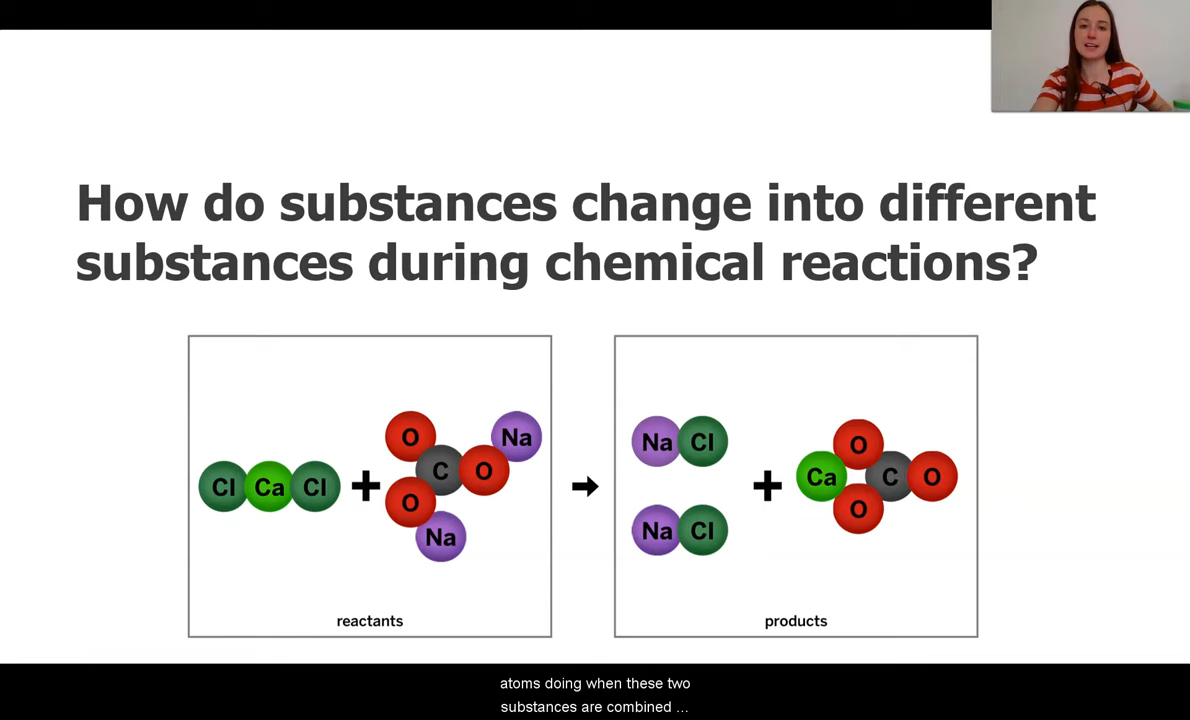 How do substances change into different
substances during chemical reactions?
Cl Ca Cl + O C O O Na Na
reactants
→
Na Cl
Na Cl
+ Ca O C O O
products
atoms doing when these two
substances are combined ...